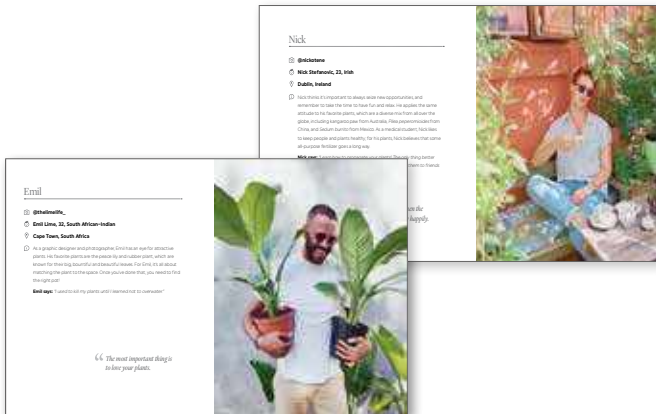 Nick
@nickotene
Nick Stefanovic, 23, Irish
Dublin, Ireland
Nick thinks it's important to always seize new opportunities, and
remember to take the time to have fun and relax. He applies the same
attitude to his favorite plants, which are a diverse mix from all over the
globe, including kangaroo paw from Australia, Pilea peperomioides from
China, and Sedum burrito from Mexico. As a medical student, Nick likes
to keep people and plants healthy; for his plants, Nick believes that some
all-purpose fertilizer goes a long way.
Nick says:
thing better
them to friends
happily.
Emil
@thelimelife_
Emil Lime, 32, South African-Indian
Cape Town, South Africa
As a graphic designer and photographer, Emil has an eye for attractive
plants. His favorite plants are the peace lily and rubber plant, which are
known for their big, bountiful and beautiful leaves. For Emil, it's all about
matching the plant to the space. Once you've done that, you need to find
the right pot!
Emil says: "I used to kill my plants until I learned not to overwater."
“ The most important thing is
to love your plants.